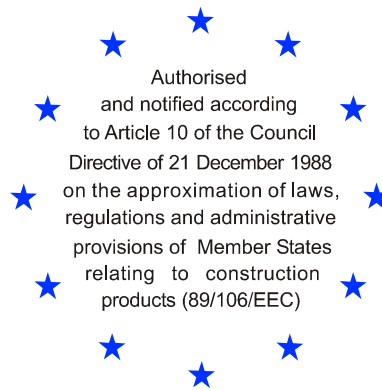 Authorised
and notified according
to Article 10 of the Council
Directive of 21 December 1988
on the approximation of laws,
regulations and administrative
provisions of Member States
relating to construction
products (89/106/EEC)